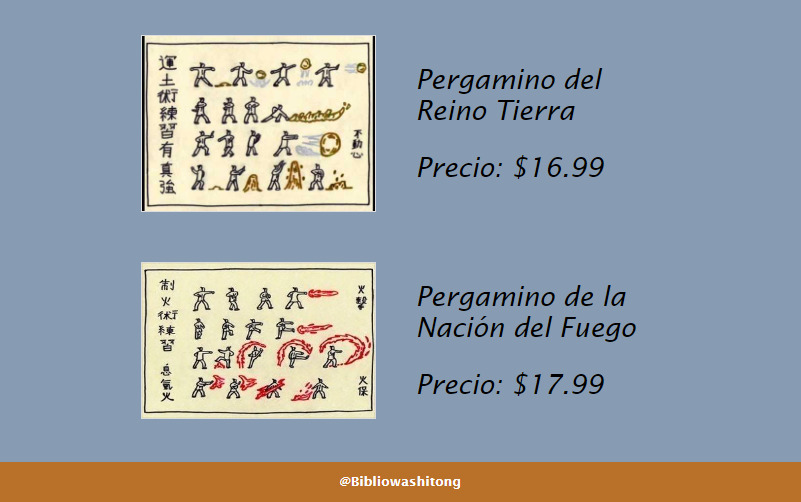 運土術練習有真強
不動心
Pergamino del
Reino Tierra
Precio: $16.99
制火術練習
息氣火
火擊
火保
Pergamino de la
Nación del Fuego
Precio: $17.99
@Bibliowashitong